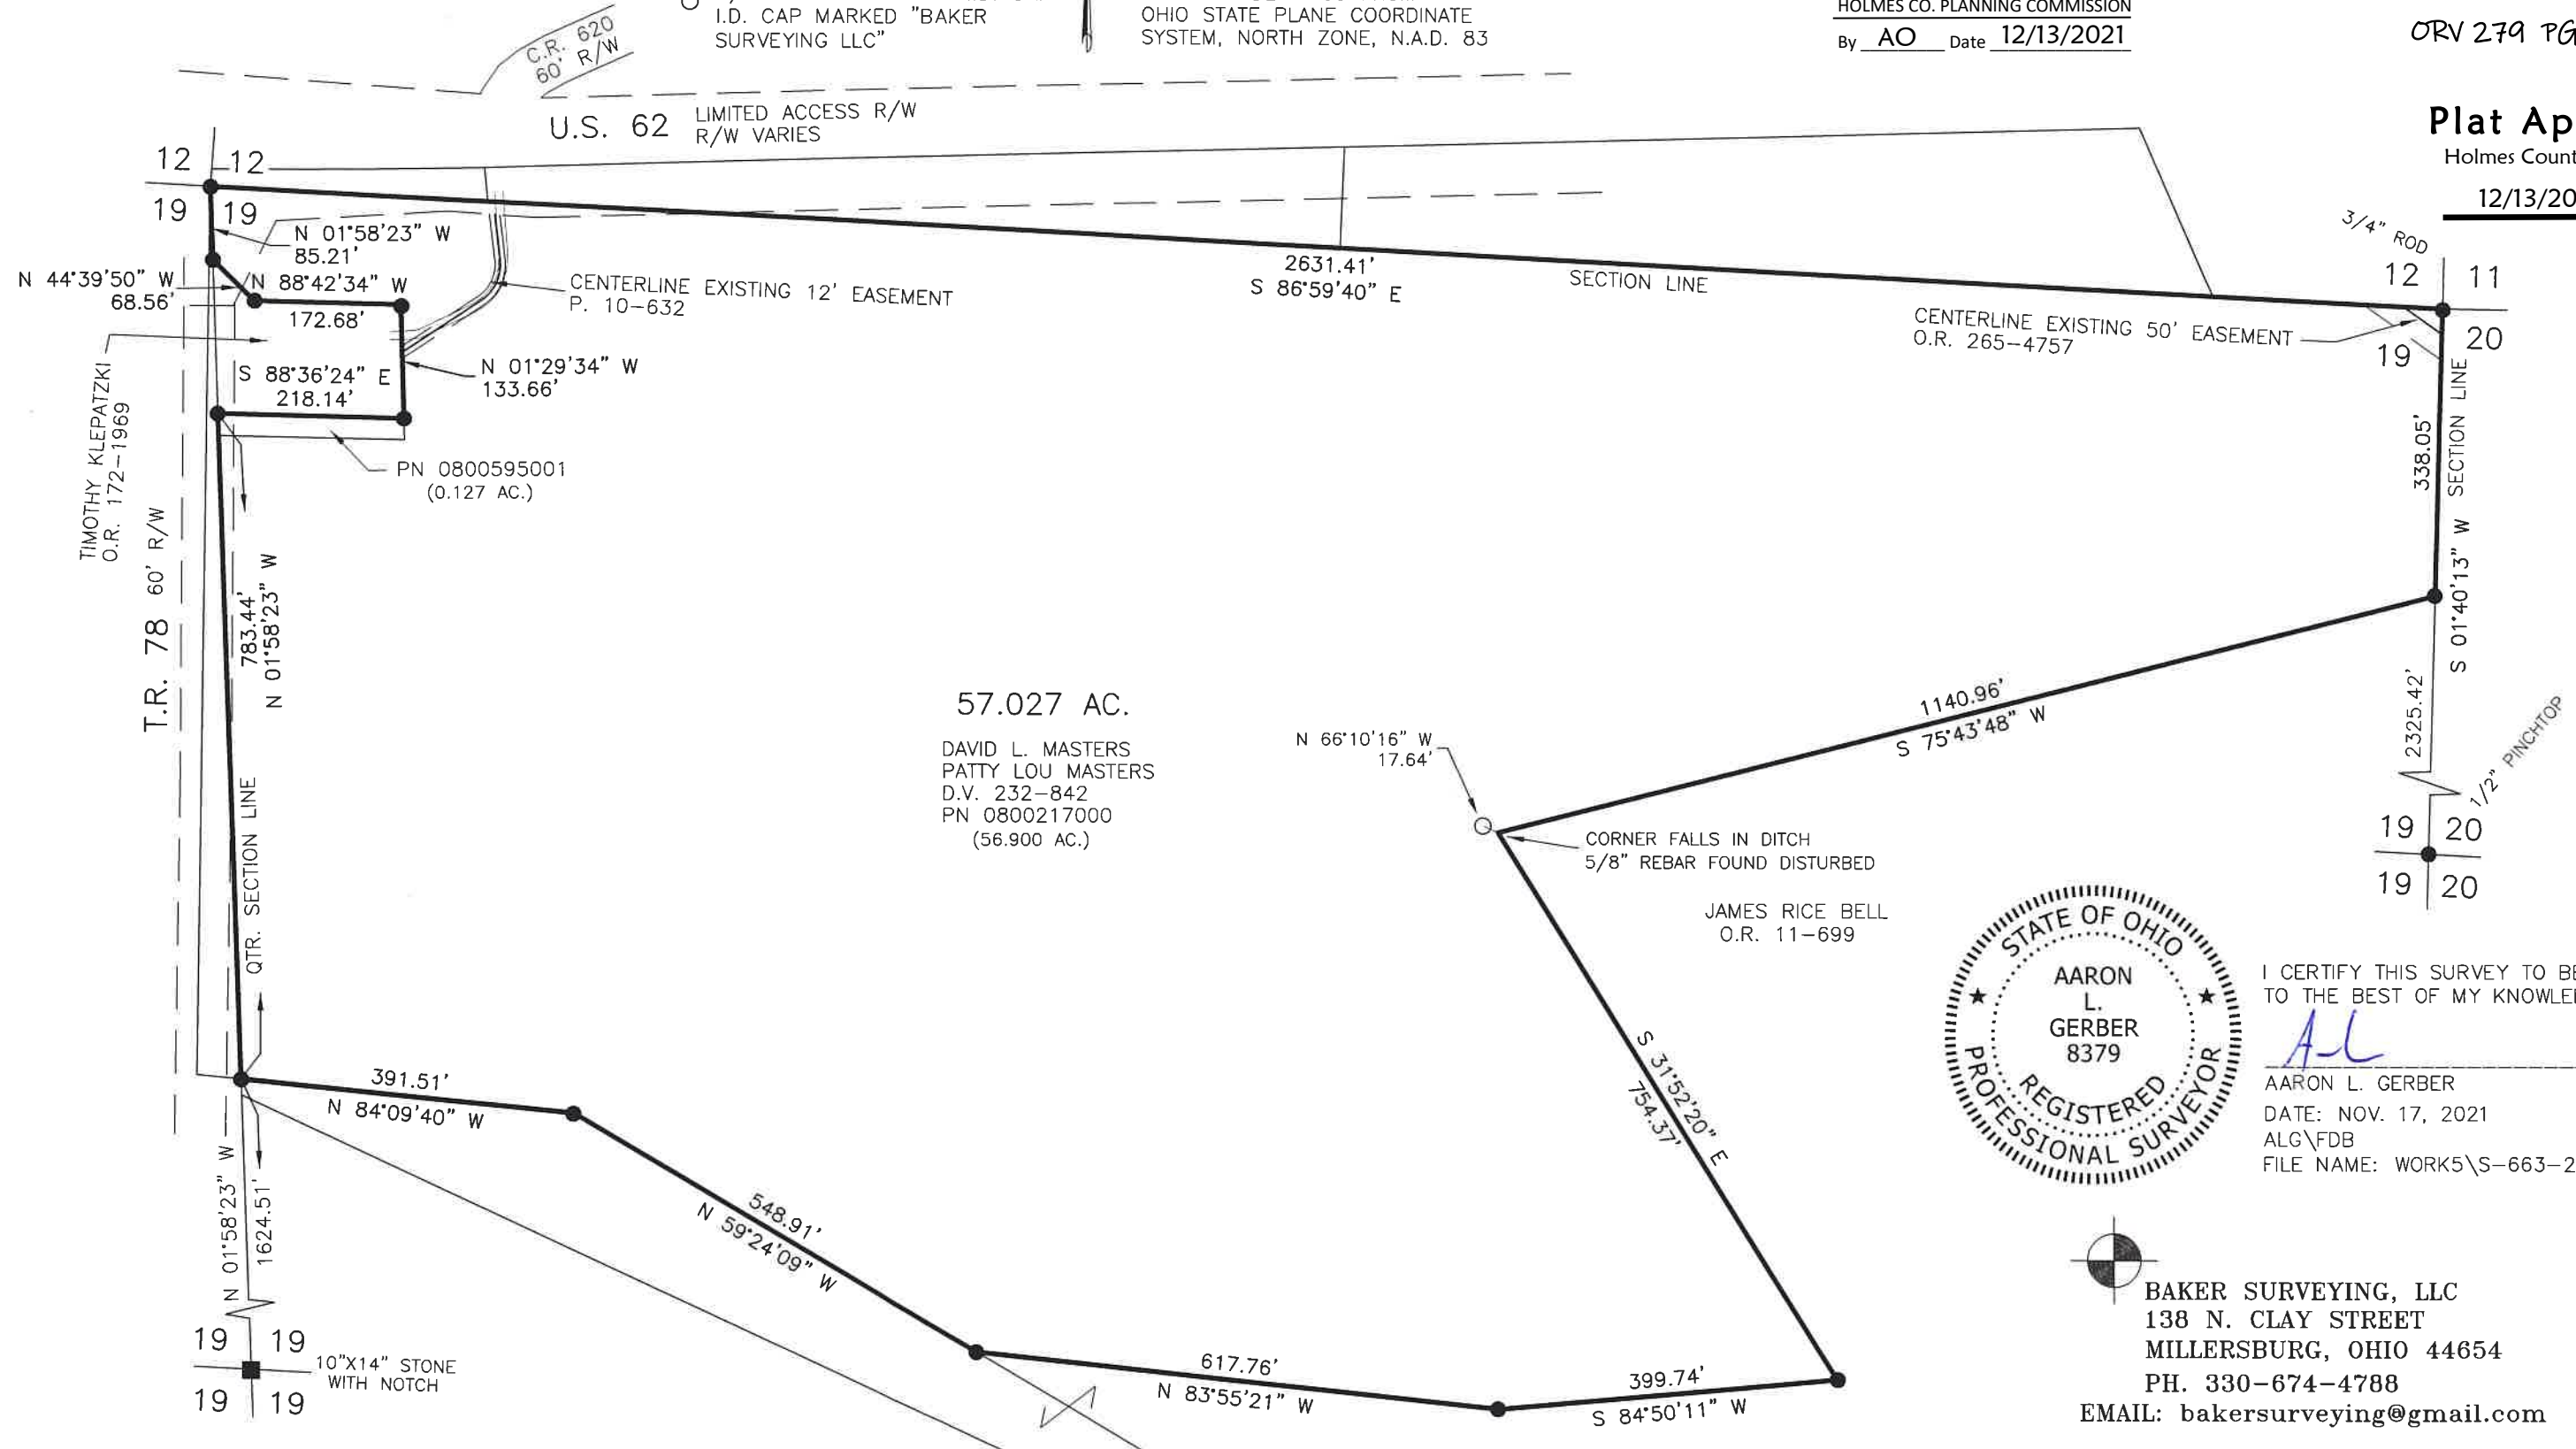 I.D. CAP MARKED "BAKER
SURVEYING LLC"
OHIO STATE PLANE COORDINATE
SYSTEM, NORTH ZONE, N.A.D. 83
HOLMES CO. PLANNING COMMISSION
By AO Date 12/13/2021
ORV 279 PG
Plat Ap
Holmes Count
12/13/20
C.R. 620
60' R/W
U.S. 62
LIMITED ACCESS R/W
R/W VARIES
12 12
19 19
N 01°58'23" W
85.21'
N 44°39'50" W
68.56'
N 88°42'34" W
172.68'
CENTERLINE EXISTING 12' EASEMENT
P. 10-632
2631.41'
S 86°59'40" E
SECTION LINE
3/4" ROD
12 11
19 20
CENTERLINE EXISTING 50' EASEMENT
O.R. 265-4757
S 88°36'24" E
218.14'
N 01°29'34" W
133.66'
TIMOTHY KLEPATZKI
O.R. 172-1969
PN 0800595001
(0.127 AC.)
338.05'
SECTION LINE
S 01°40'13" W
T.R. 78 60' R/W
783.44'
N 01°58'23" W
QTR. SECTION LINE
57.027 AC.
DAVID L. MASTERS
PATTY LOU MASTERS
D.V. 232-842
PN 0800217000
(56.900 AC.)
N 66°10'16" W
17.64'
1140.96'
S 75°43'48" W
2325.42'
1/2" PINCHTOP
CORNER FALLS IN DITCH
5/8" REBAR FOUND DISTURBED
19 20
19 20
JAMES RICE BELL
O.R. 11-699
S 31°52'20" E
754.37'
STATE OF OHIO
AARON
L.
GERBER
8379
REGISTERED
PROFESSIONAL SURVEYOR
I CERTIFY THIS SURVEY TO BE
TO THE BEST OF MY KNOWLE
AARON L. GERBER
DATE: NOV. 17, 2021
ALG\FDB
FILE NAME: WORK5\S-663-2
391.51'
N 84°09'40" W
548.91'
N 59°24'09" W
N 01°58'23" W
1624.51'
617.76'
N 83°55'21" W
399.74'
S 84°50'11" W
19 19
19 19
10"X14" STONE
WITH NOTCH
BAKER SURVEYING, LLC
138 N. CLAY STREET
MILLERSBURG, OHIO 44654
PH. 330-674-4788
EMAIL: bakersurveying@gmail.com